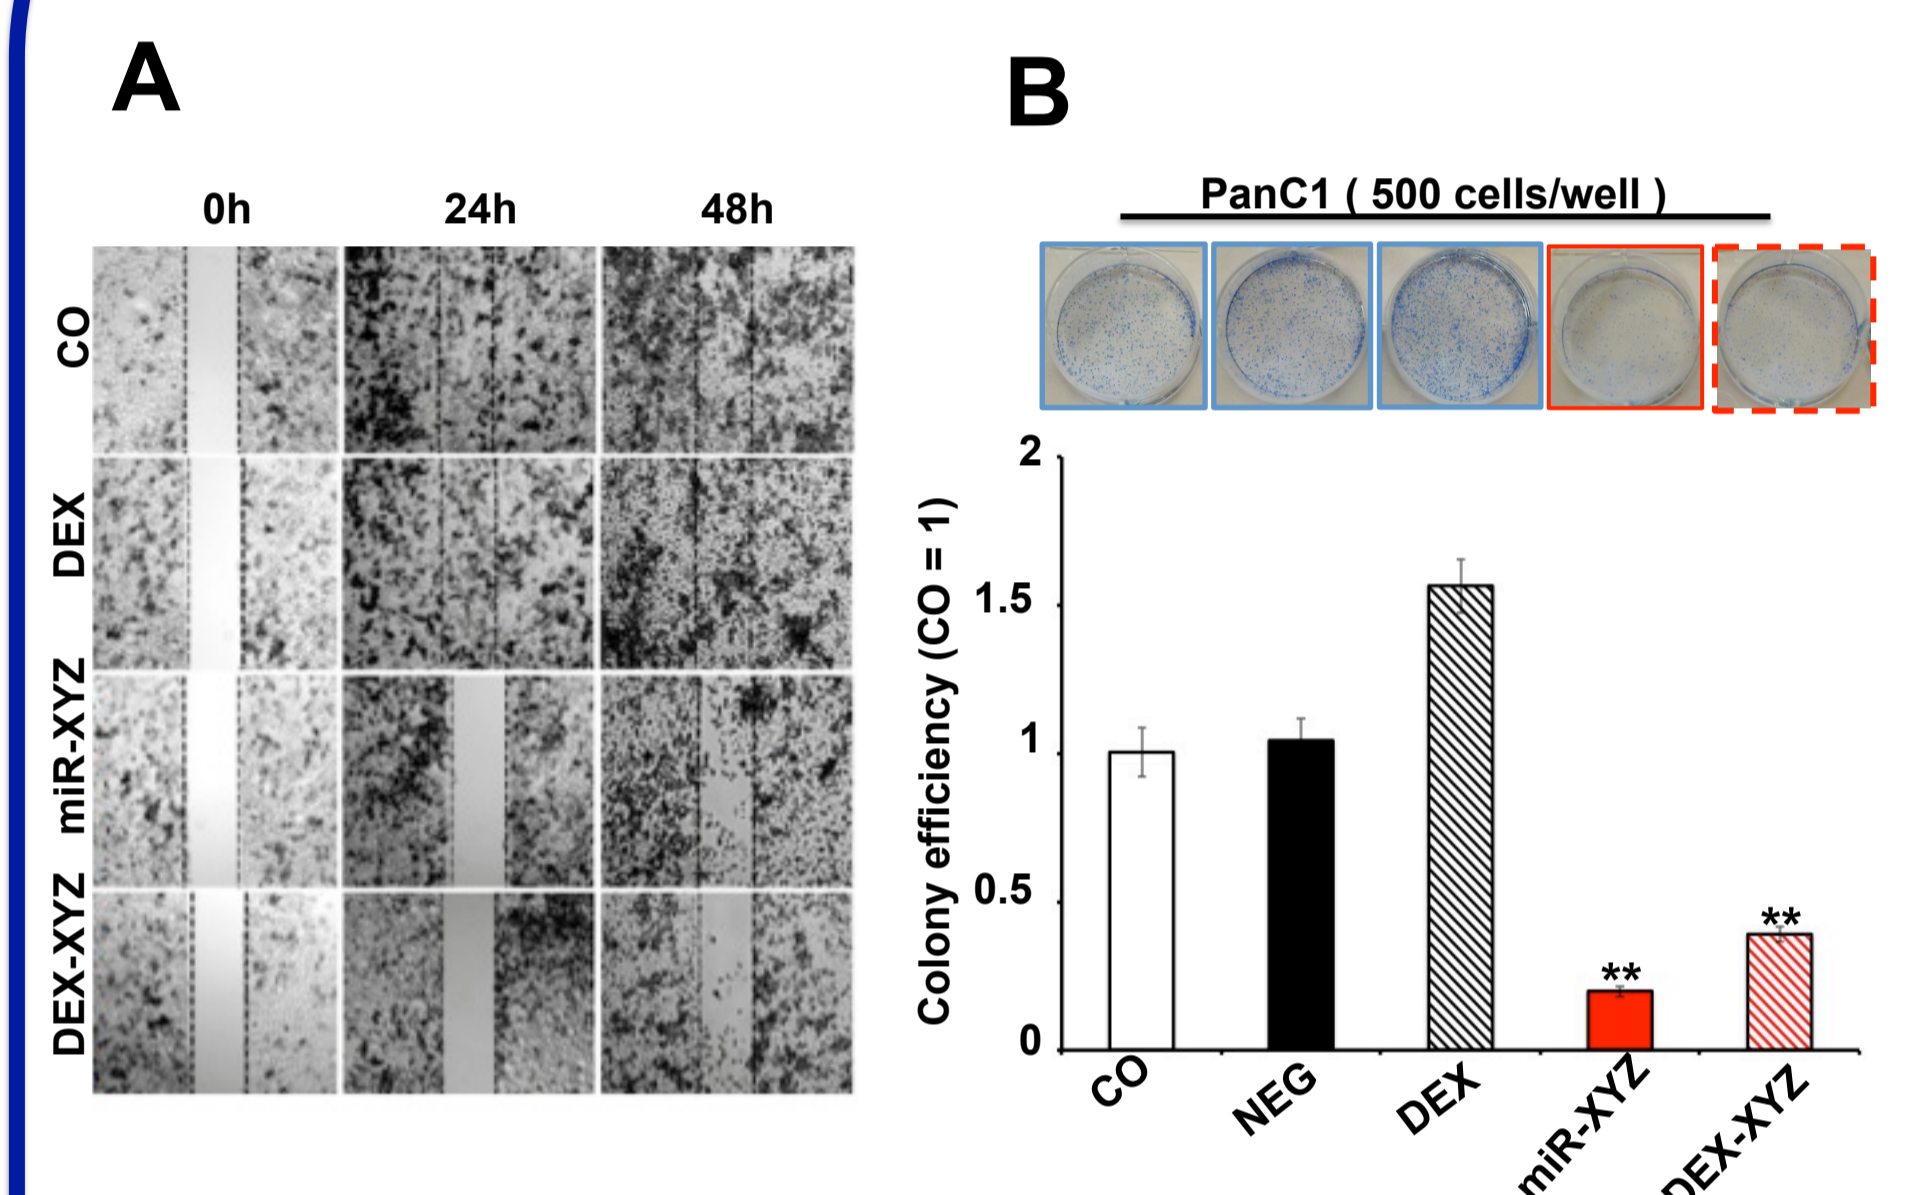 A
0h 24h 48h
CO
DEX
miR-XYZ
DEX-XYZ
B
PanC1 ( 500 cells/well )
Colony efficiency (CO = 1)
2
1.5
1
0.5
0
**
**
CO
NEG
DEX
miR-XYZ
DEX-XYZ